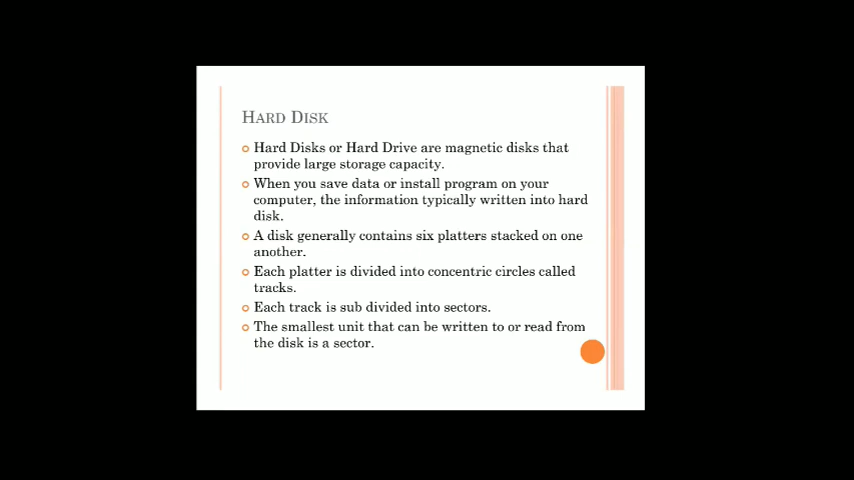 HARD DISK
Hard Disks or Hard Drive are magnetic disks that
provide large storage capacity.
When you save data or install program on your
computer, the information typically written into hard
disk.
A disk generally contains six platters stacked on one
another.
Each platter is divided into concentric circles called
tracks.
Each track is sub divided into sectors.
The smallest unit that can be written to or read from
the disk is a sector.